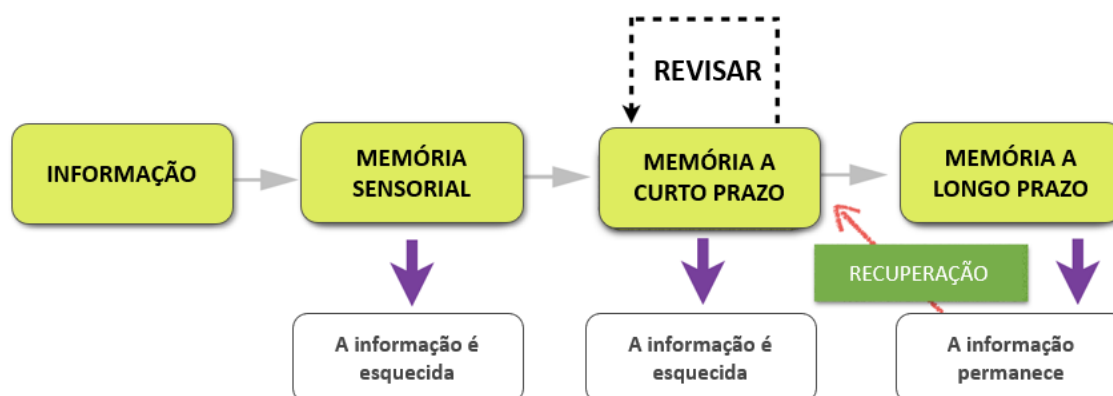 REVISAR
INFORMAÇÃO
MEMÓRIA
SENSORIAL
MEMÓRIA A
CURTO PRAZO
MEMÓRIA A
LONGO PRAZO
RECUPERAÇÃO
A informação é
esquecida
A informação é
esquecida
A informação
permanece